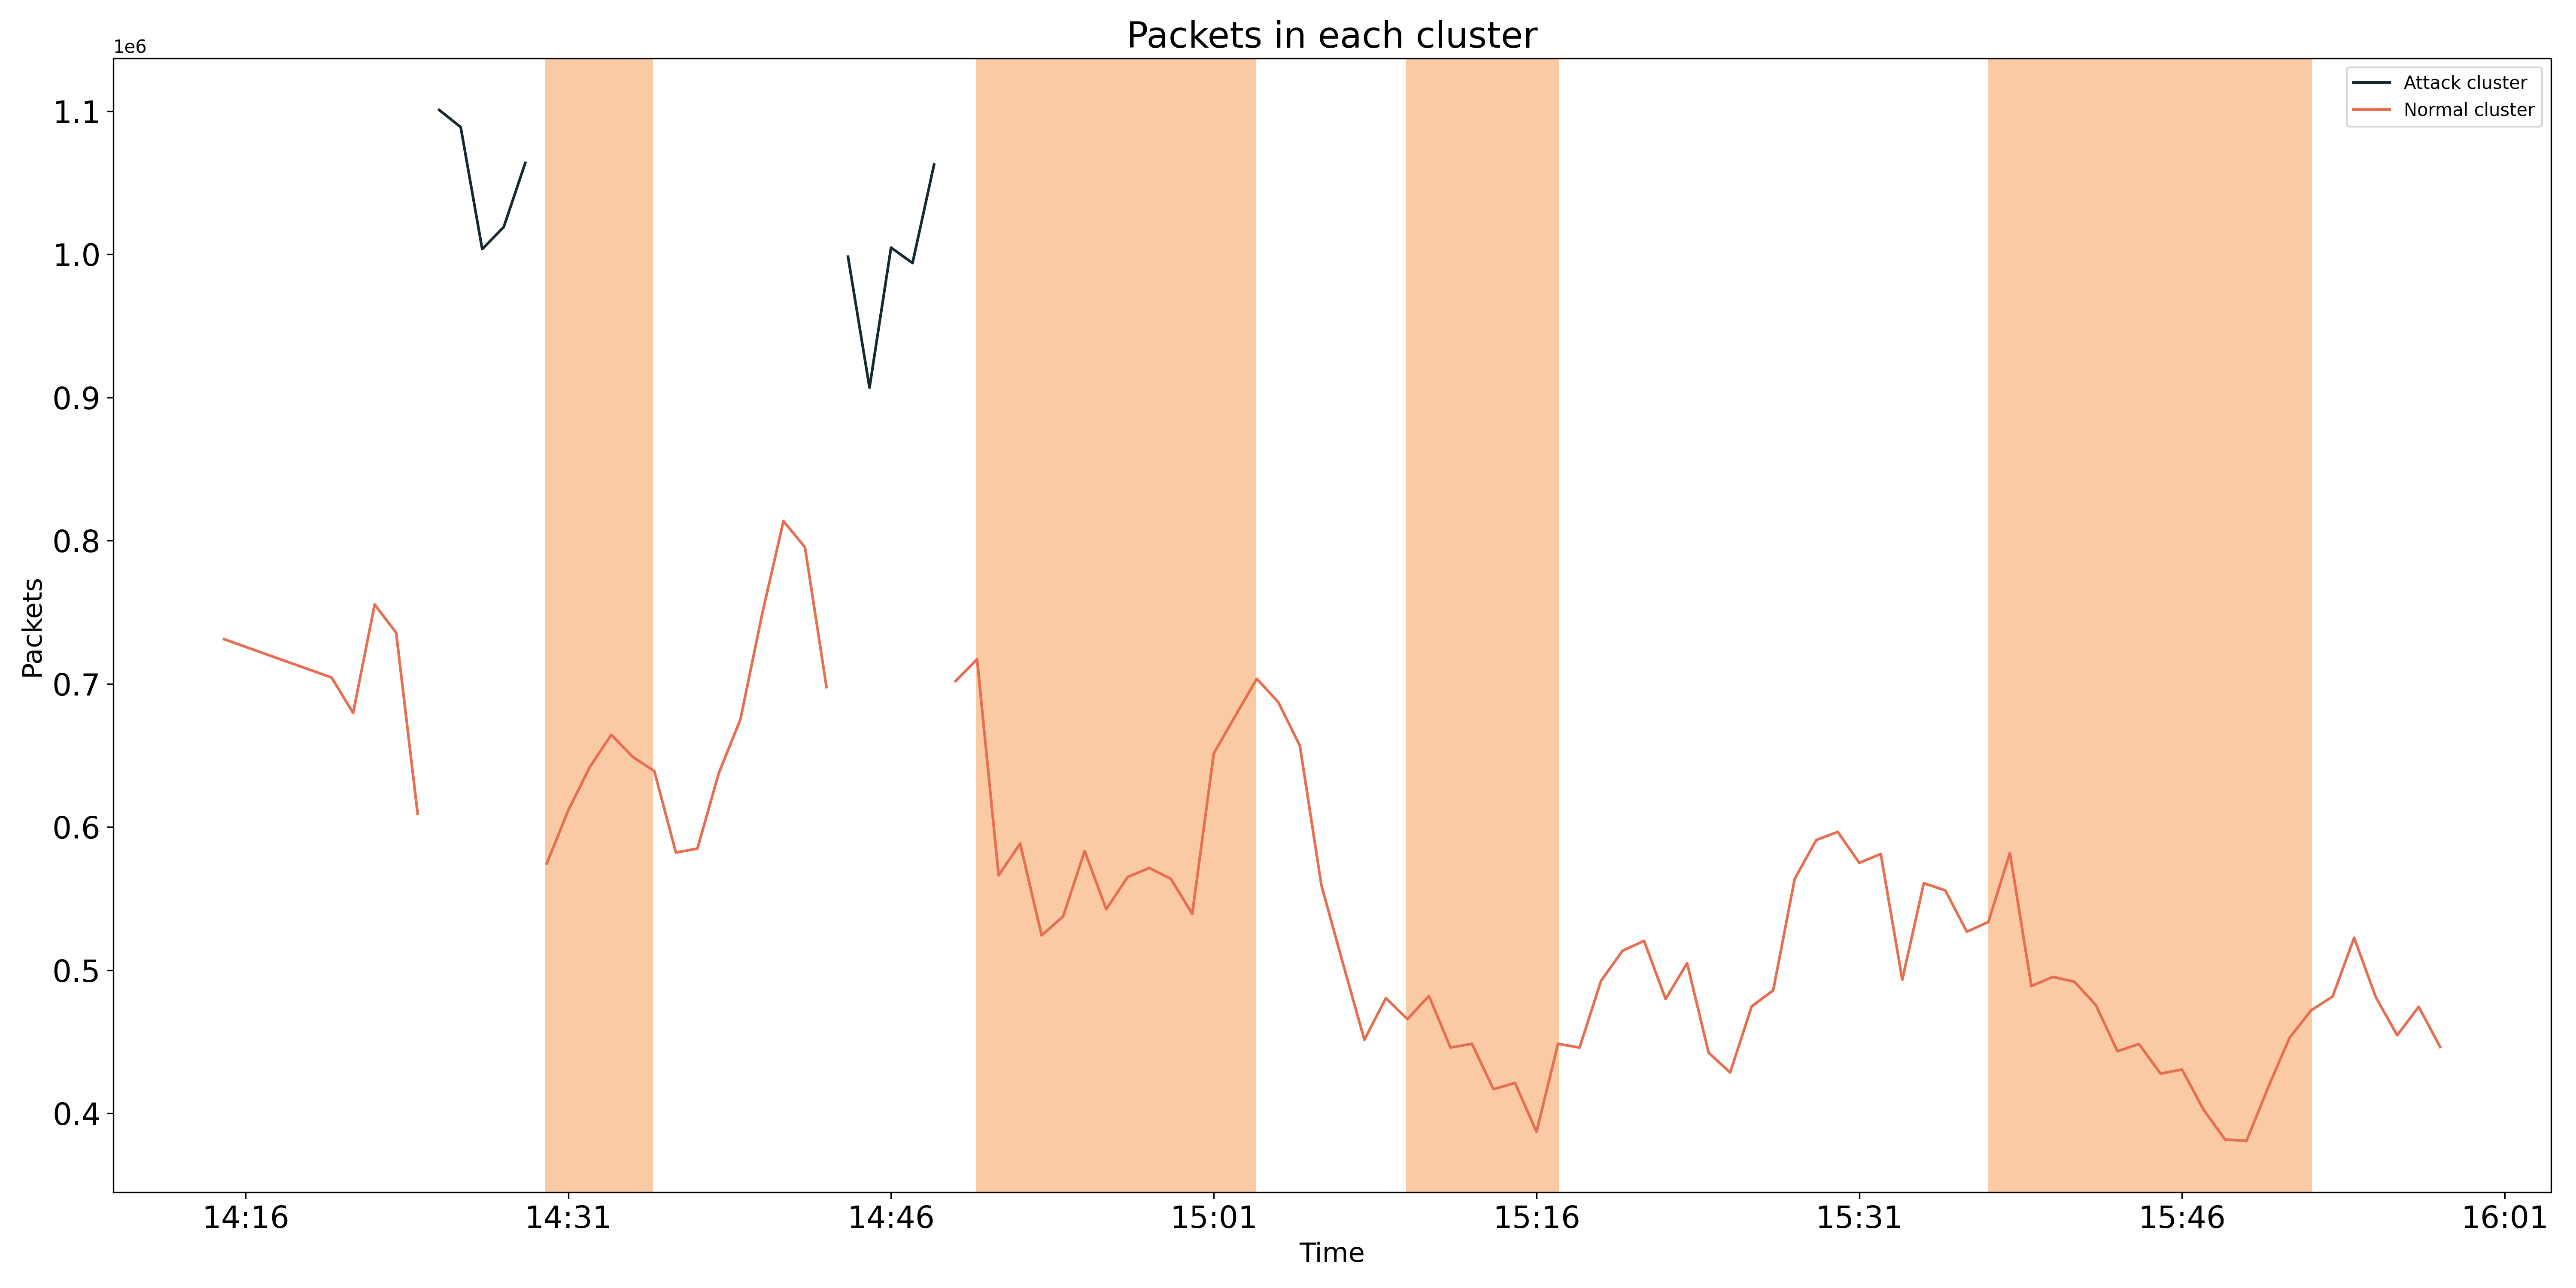 Packets in each cluster
1e6
Attack cluster
Normal cluster
1.1
1.0
0.9
0.8
0.7
0.6
0.5
0.4
Packets
14:16
14:31
14:46
15:01
15:16
15:31
15:46
16:01
Time